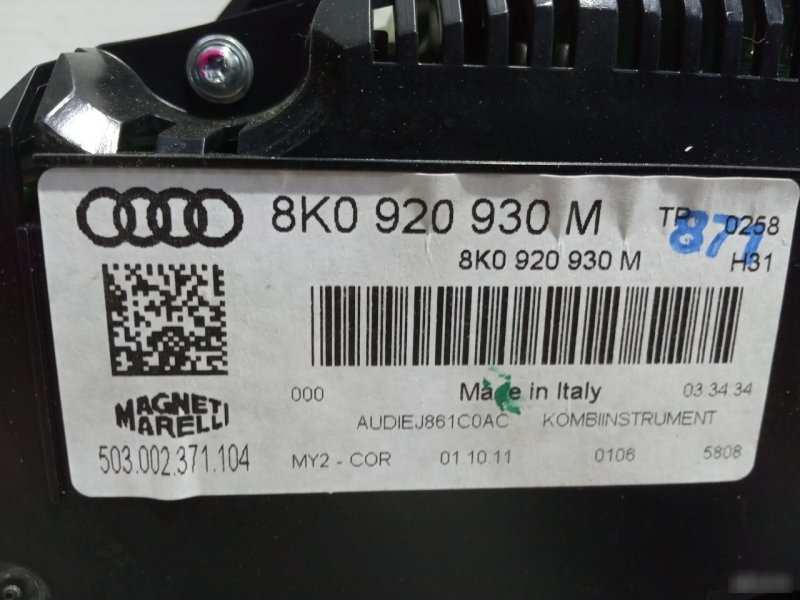 8K0 920 930 M TP 0258
871
8K0 920 930 M H31
000 Made in Italy 03:34:34
MAGNETI MARELLI
AUDIEJ861C0AC KOMBIINSTRUMENT
503.002.371.104 MY2 - COR 01.10.11 0106 5808